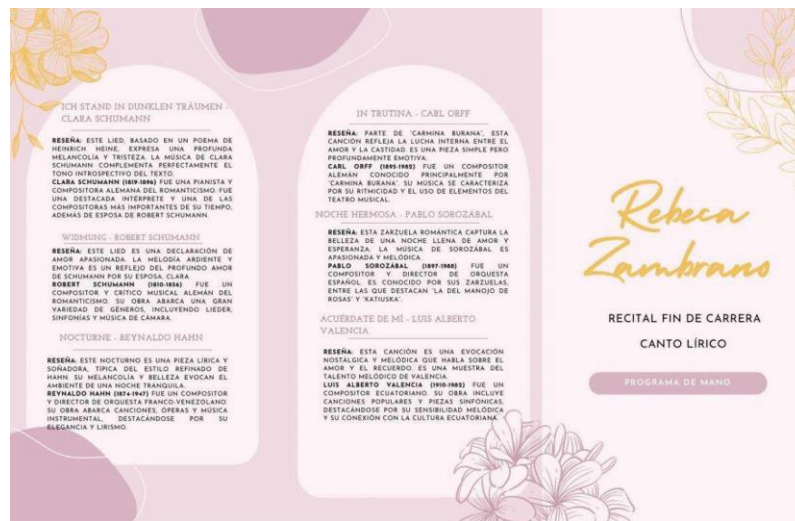 ICH STAND IN DUNKLEN TRÄUMEN -
CLARA SCHUMANN
RESEÑA: ESTE LIED, BASADO EN UN POEMA DE
HEINRICH HEINE, EXPRESA UNA PROFUNDA
MELANCOLÍA Y TRISTEZA. LA MÚSICA DE CLARA
SCHUMANN COMPLEMENTA PERFECTAMENTE EL
TONO INTROSPECTIVO DEL TEXTO.
CLARA SCHUMANN (1819-1896) FUE UNA PIANISTA Y
COMPOSITORA ALEMANA DEL ROMANTICISMO. FUE
UNA DESTACADA INTÉRPRETE Y UNA DE LAS
COMPOSITORAS MÁS IMPORTANTES DE SU TIEMPO,
ADEMÁS DE ESPOSA DE ROBERT SCHUMANN.
WIDMUNG - ROBERT SCHUMANN
RESEÑA: ESTE LIED ES UNA DECLARACIÓN DE
AMOR APASIONADA. LA MELODÍA ARDIENTE Y
EMOTIVA ES UN REFLEJO DEL PROFUNDO AMOR
DE SCHUMANN POR SU ESPOSA, CLARA.
ROBERT SCHUMANN (1810-1856) FUE UN
COMPOSITOR Y CRÍTICO MUSICAL ALEMÁN DEL
ROMANTICISMO. SU OBRA ABARCA UNA GRAN
VARIEDAD DE GÉNEROS, INCLUYENDO LIEDER,
SINFONÍAS Y MÚSICA DE CÁMARA.
NOCTURNE - REYNALDO HAHN
RESEÑA: ESTE NOCTURNO ES UNA PIEZA LÍRICA Y
SOÑADORA, TÍPICA DEL ESTILO REFINADO DE
HAHN. SU MELANCOLÍA Y BELLEZA EVOCAN EL
AMBIENTE DE UNA NOCHE TRANQUILA.
REYNALDO HAHN (1874-1947) FUE UN COMPOSITOR
Y DIRECTOR DE ORQUESTA FRANCO-VENEZOLANO.
SU OBRA ABARCA CANCIONES, ÓPERAS Y MÚSICA
INSTRUMENTAL, DESTACÁNDOSE POR SU
ELEGANCIA Y LIRISMO.
IN TRUTINA - CARL ORFF
RESEÑA: PARTE DE "CARMINA BURANA", ESTA
CANCIÓN REFLEJA LA LUCHA INTERNA ENTRE EL
AMOR Y LA CASTIDAD. ES UNA PIEZA SIMPLE PERO
PROFUNDAMENTE EMOTIVA.
CARL ORFF (1895-1982) FUE UN COMPOSITOR
ALEMÁN CONOCIDO PRINCIPALMENTE POR
"CARMINA BURANA". SU MÚSICA SE CARACTERIZA
POR SU RITMICIDAD Y EL USO DE ELEMENTOS DEL
TEATRO MUSICAL.
NOCHE HERMOSA - PABLO SOROZÁBAL
RESEÑA: ESTA ZARZUELA ROMÁNTICA CAPTURA LA
BELLEZA DE UNA NOCHE LLENA DE AMOR Y
ESPERANZA. LA MÚSICA DE SOROZÁBAL ES
APASIONADA Y MELÓDICA.
PABLO SOROZÁBAL (1897-1988) FUE UN
COMPOSITOR Y DIRECTOR DE ORQUESTA
ESPAÑOL. ES CONOCIDO POR SUS ZARZUELAS,
ENTRE LAS QUE DESTACAN "LA DEL MANOJO DE
ROSAS" Y "KATIUSKA".
ACUÉRDATE DE MÍ - LUIS ALBERTO
VALENCIA
RESEÑA: ESTA CANCIÓN ES UNA EVOCACIÓN
NOSTÁLGICA Y MELÓDICA QUE HABLA SOBRE EL
AMOR Y EL RECUERDO. ES UNA MUESTRA DEL
TALENTO MELÓDICO DE VALENCIA.
LUIS ALBERTO VALENCIA (1910-1982) FUE UN
COMPOSITOR ECUATORIANO. SU OBRA INCLUYE
CANCIONES POPULARES Y PIEZAS SINFÓNICAS,
DESTACÁNDOSE POR SU SENSIBILIDAD MELÓDICA
Y SU CONEXIÓN CON LA CULTURA ECUATORIANA.
Rebeca
Zambrano
RECITAL FIN DE CARRERA
CANTO LÍRICO
PROGRAMA DE MANO